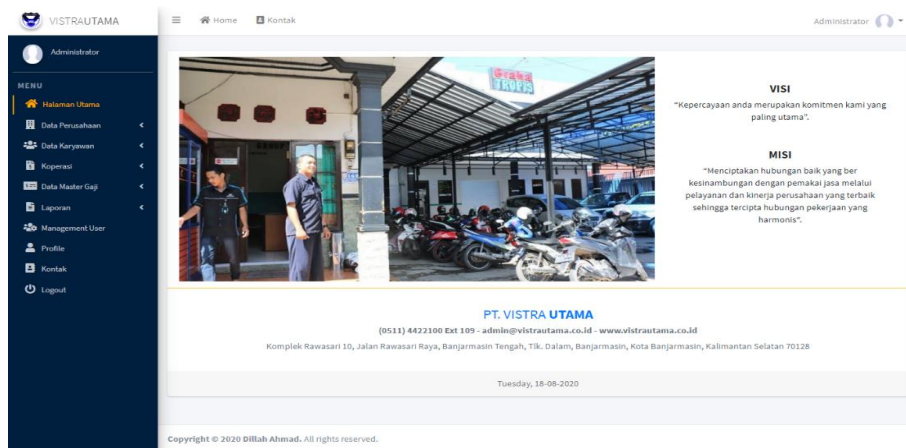 VISTRAUTAMA
Home
Kontak
Administrator
Administrator
MENU
Halaman Utama
Data Perusahaan
Data Karyawan
Koperasi
Data Master Gaji
Laporan
Management User
Profile
Kontak
Logout
Graha
TROPIS
VISI
"Kepercayaan anda merupakan komitmen kami yang
paling utama".
MISI
"Menciptakan hubungan baik yang ber
kesinambungan dengan pemakai jasa melalui
pelayanan dan kinerja perusahaan yang terbaik
sehingga tercipta hubungan pekerjaan yang
harmonis".
PT. VISTRA UTAMA
(0511) 4422100 Ext 109 - admin@vistrautama.co.id - www.vistrautama.co.id
Komplek Rawasari 10, Jalan Rawasari Raya, Banjarmasin Tengah, Tlk. Dalam, Banjarmasin, Kota Banjarmasin, Kalimantan Selatan 70128
Tuesday, 18-08-2020
Copyright © 2020 Dillah Ahmad. All rights reserved.